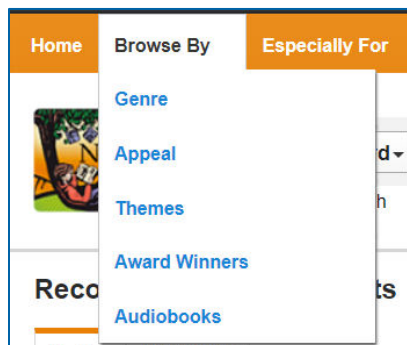 Home Browse By Especially For
Genre
Appeal
Themes
Award Winners
Audiobooks